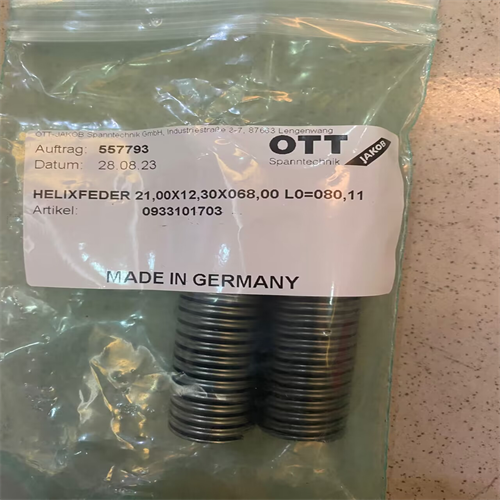 OTT-JAKOB Spanntechnik GmbH, Industriestraße 3-7, 87663 Lengenwang
OTT
Spanntechnik
JAKOB
Auftrag: 557793
Datum: 28.08.23
HELIXFEDER 21,00X12,30X068,00 L0=080,11
Artikel: 0933101703
MADE IN GERMANY